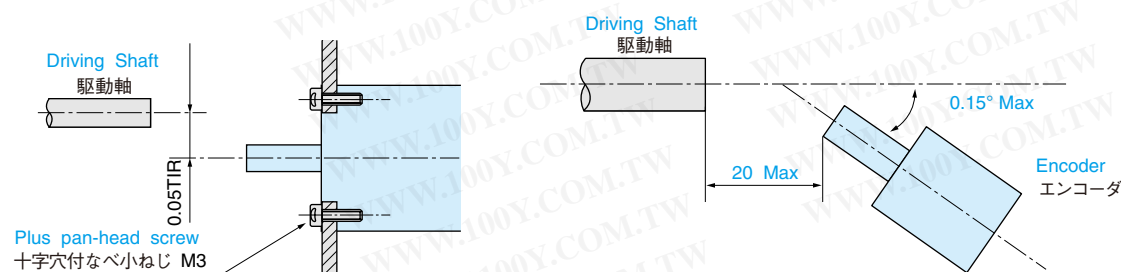 Driving Shaft
駆動軸
0.05TIR
Plus pan-head screw
十字穴付なべ小ねじ M3
Driving Shaft
駆動軸
0.15° Max
20 Max
Encoder
エンコーダ
WWW.100Y.COM.TW